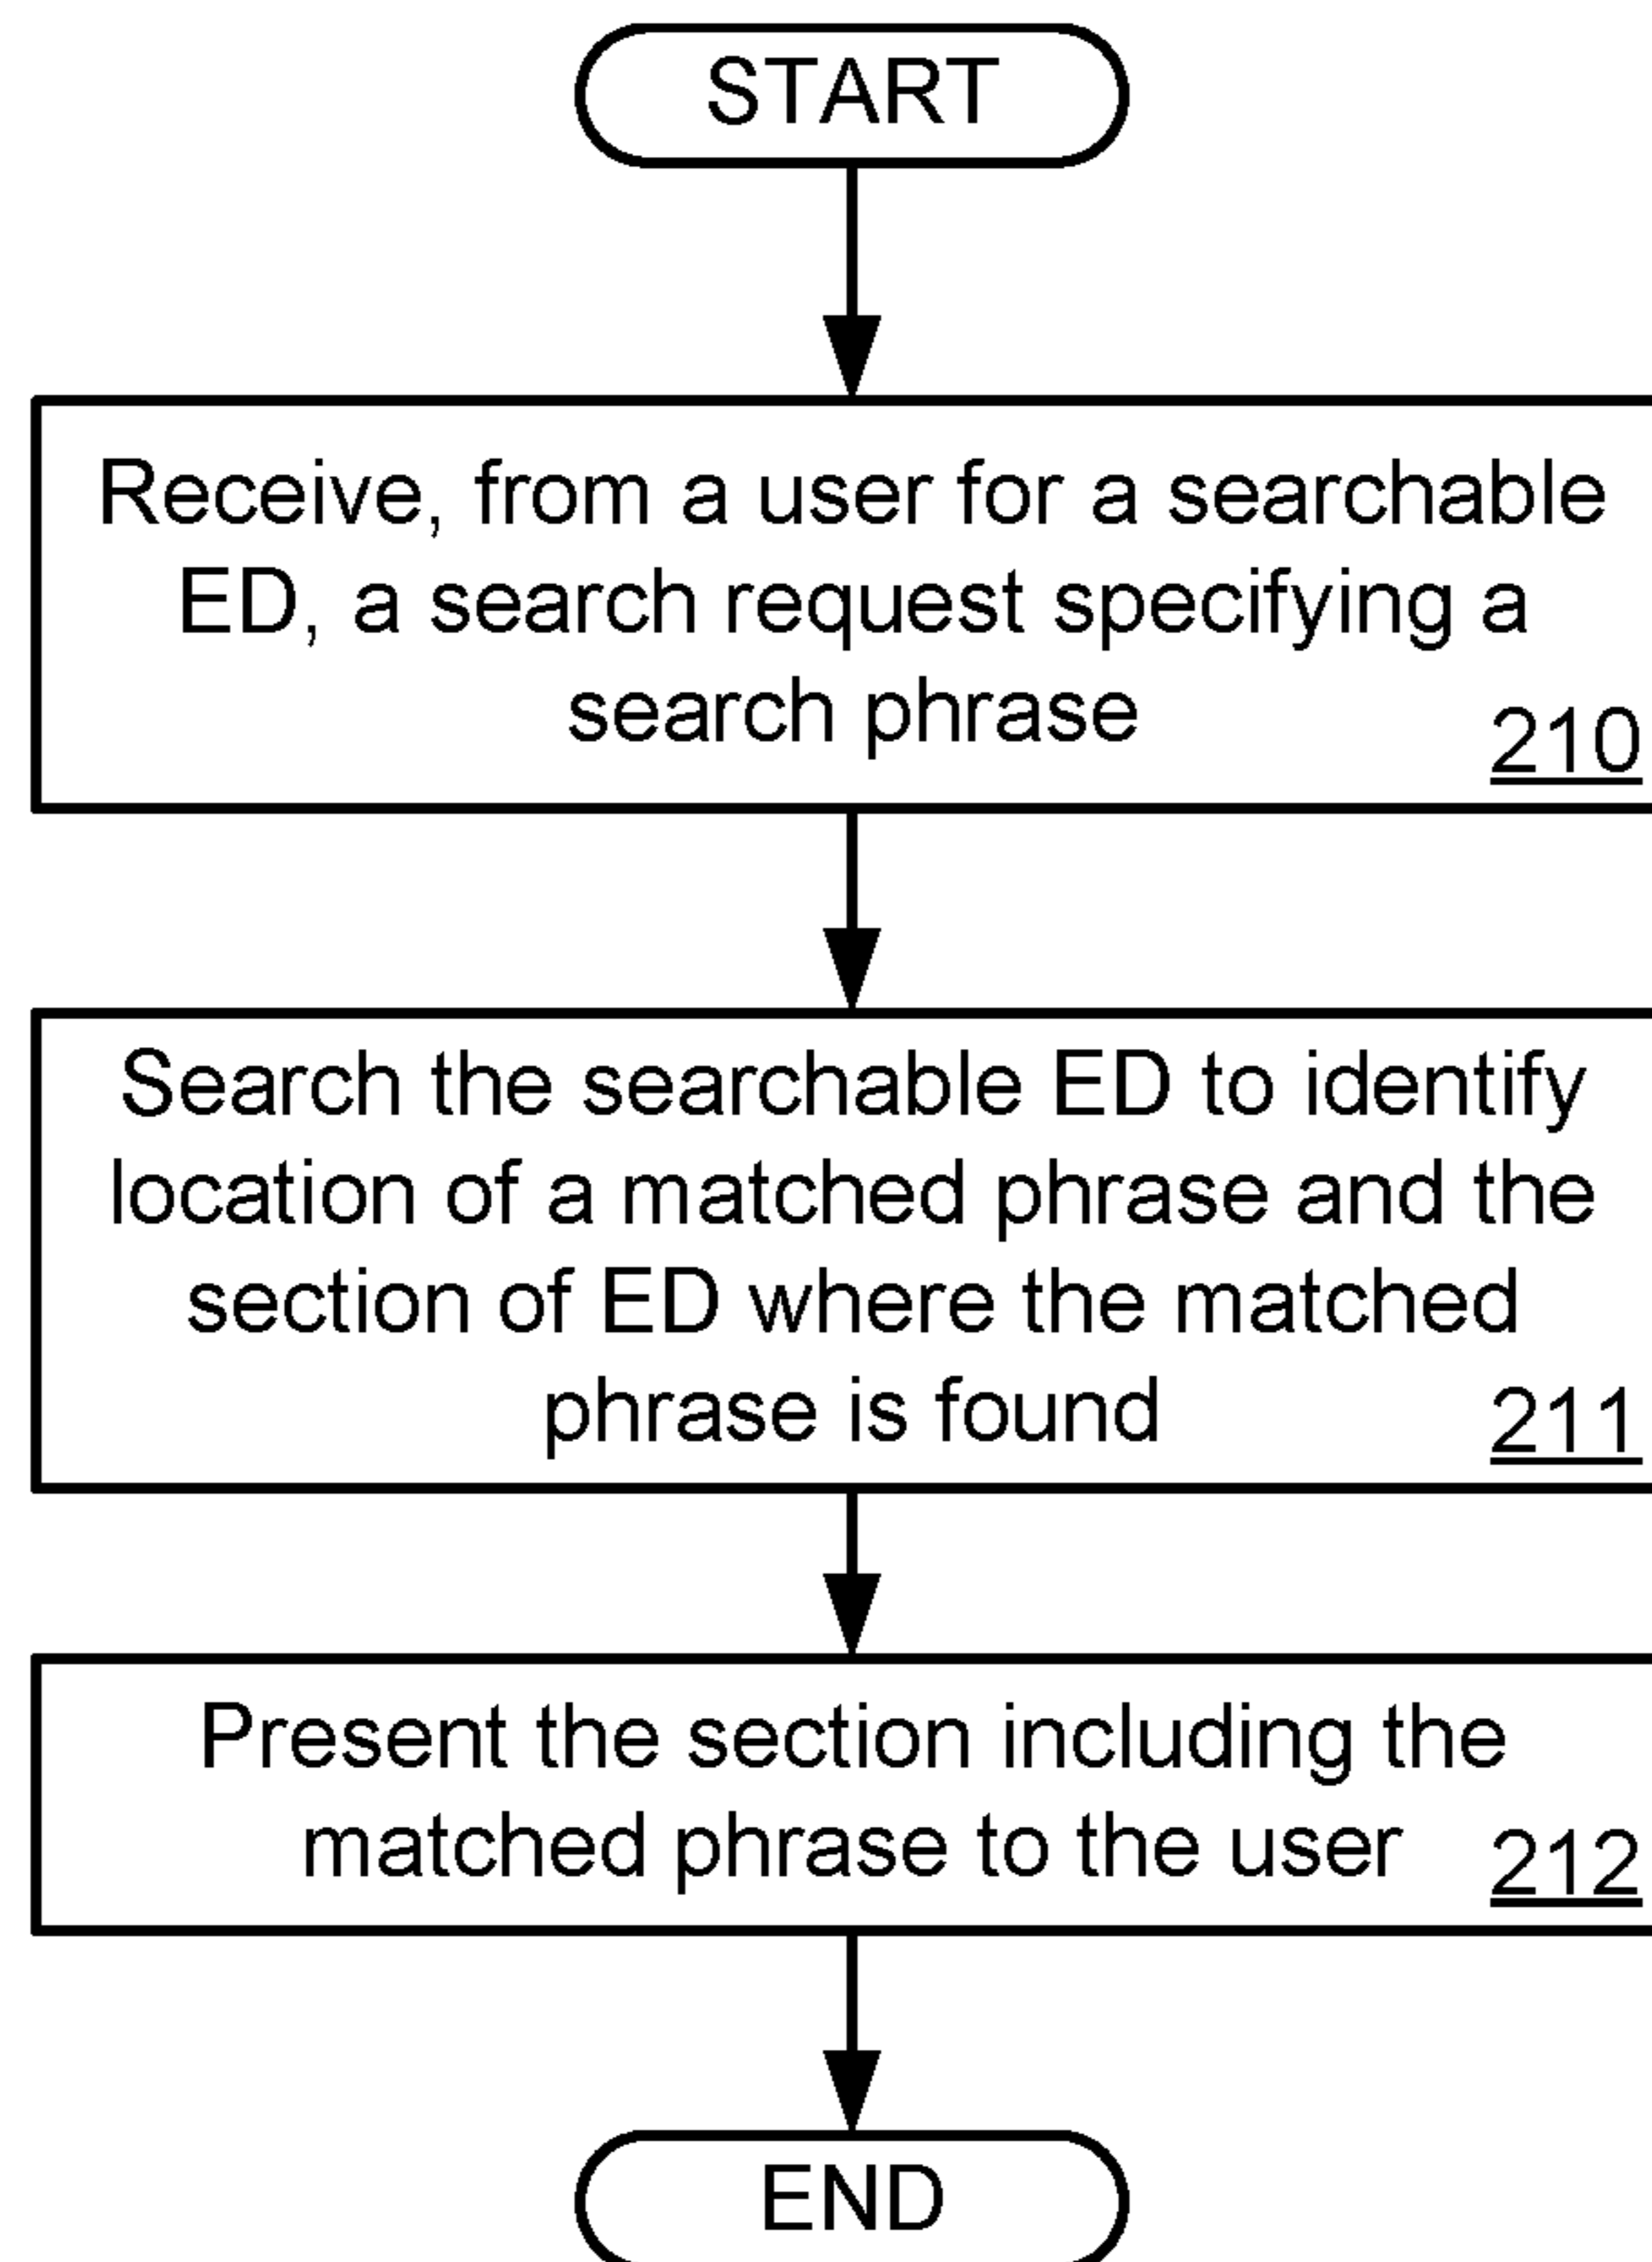 START
Receive, from a user for a searchable
ED, a search request specifying a
search phrase
210
Search the searchable ED to identify
location of a matched phrase and the
section of ED where the matched
phrase is found
211
Present the section including the
matched phrase to the user
212
END